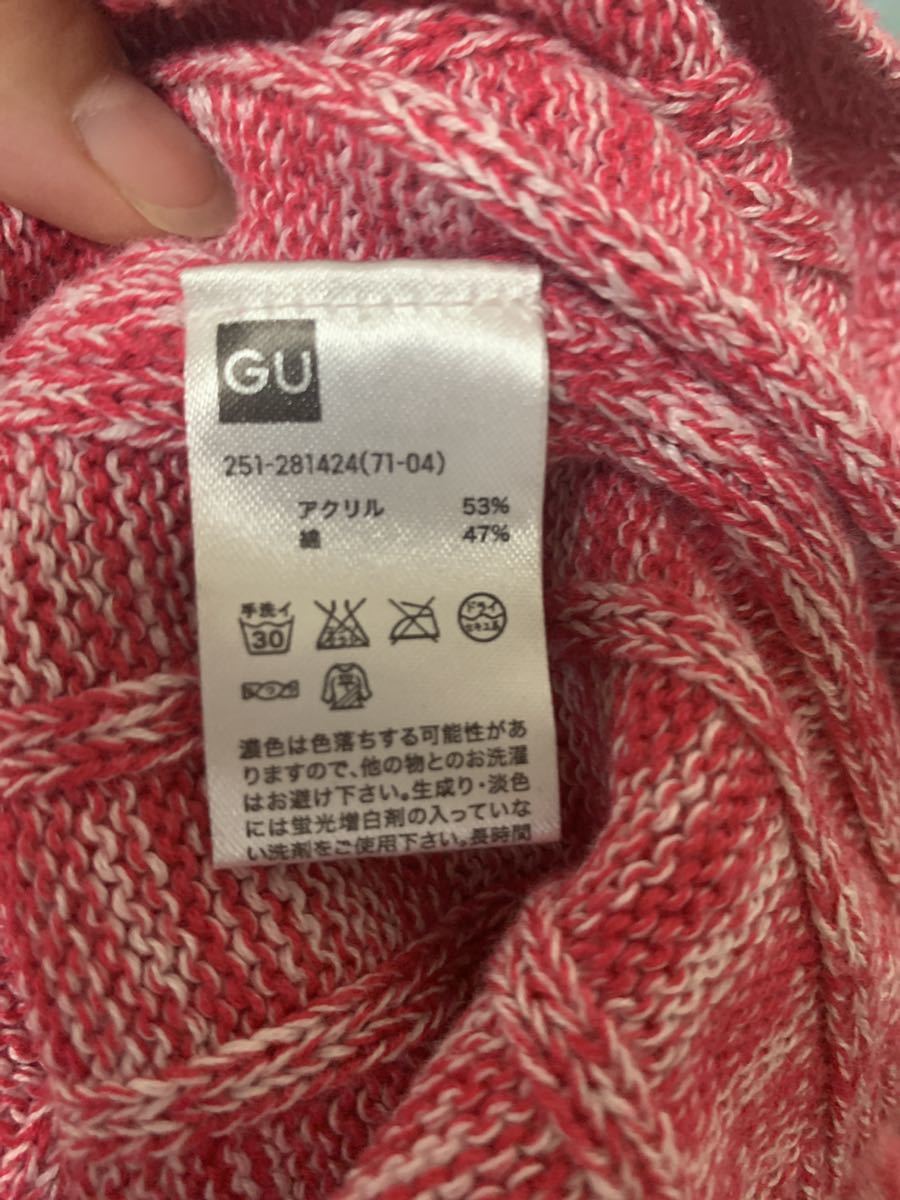 GU
251-281424(71-04)
アクリル 53%
綿 47%
手洗イ
30
ドライ
セキユ系
平
濃色は色落ちする可能性があ
りますので、他の物とのお洗濯
はお避け下さい。生成り・淡色
には蛍光増白剤の入っていな
い洗剤をご使用下さい。長時間